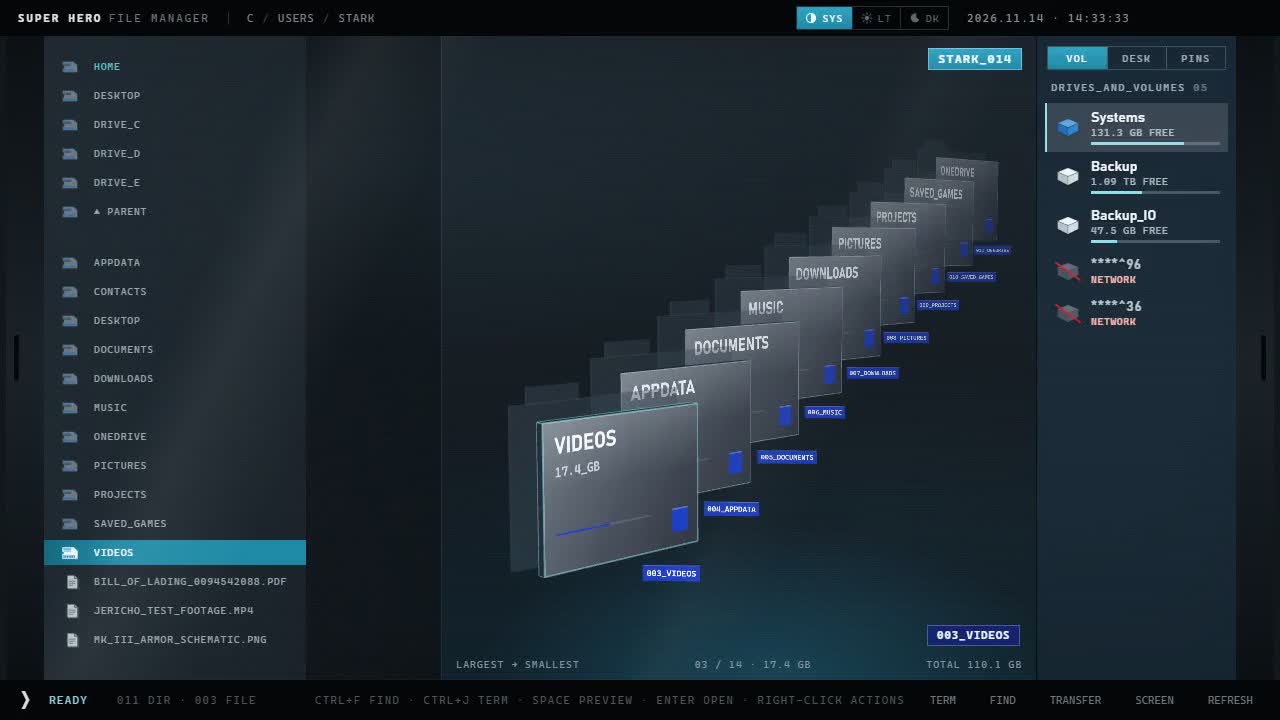 SUPER HERO FILE MANAGER
C / USERS / STARK
SYS
LT
DK
2026.11.14 · 14:33:33
HOME
DESKTOP
DRIVE_C
DRIVE_D
DRIVE_E
▲ PARENT
APPDATA
CONTACTS
DESKTOP
DOCUMENTS
DOWNLOADS
MUSIC
ONEDRIVE
PICTURES
PROJECTS
SAVED_GAMES
VIDEOS
BILL_OF_LADING_0094542088.PDF
JERICHO_TEST_FOOTAGE.MP4
MK_III_ARMOR_SCHEMATIC.PNG
STARK_014
ONEDRIVE
SAVED_GAMES
PROJECTS
PICTURES
DOWNLOADS
MUSIC
DOCUMENTS
APPDATA
VIDEOS
17.4_GB
010_SAVED_GAMES
008_PICTURES
007_DOWNLOADS
006_MUSIC
005_DOCUMENTS
004_APPDATA
003_VIDEOS
003_VIDEOS
LARGEST → SMALLEST
03 / 14 · 17.4 GB
TOTAL 110.1 GB
VOL
DESK
PINS
DRIVES_AND_VOLUMES 05
Systems
131.3 GB FREE
Backup
1.09 TB FREE
Backup_IO
47.5 GB FREE
****^96
NETWORK
****^36
NETWORK
❯ READY
011 DIR · 003 FILE
CTRL+F FIND · CTRL+J TERM · SPACE PREVIEW · ENTER OPEN · RIGHT-CLICK ACTIONS
TERM
FIND
TRANSFER
SCREEN
REFRESH